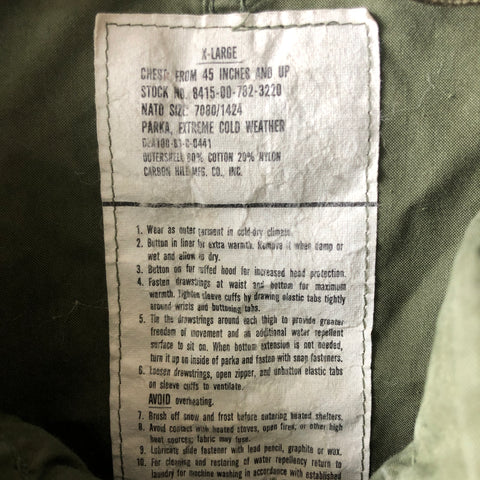 X-LARGE
CHEST: FROM 45 INCHES AND UP
STOCK NO. 8415-00-782-3220
NATO SIZE: 7080/1424
PARKA, EXTREME COLD WEATHER
OUTERSHELL 80% COTTON 20% NYLON
CARBON HILL MFG. CO., INC.
1. Wear as outer garment in cold-dry climate.
2. Button in liner for extra warmth. Remove it when damp or
wet and allow to dry.
3. Button on fur ruffed hood for increased head protection.
4. Fasten drawstrings at waist and bottom for maximum
warmth. Tighten sleeve cuffs by drawing elastic tabs tightly
around wrists and buttoning tabs.
5. Tie the drawstrings around each thigh to provide greater
freedom of movement and an additional water repellent
surface to sit on. When bottom extension is not needed,
turn it up on inside of parka and fasten with snap fasteners.
6. Loosen drawstrings, open zipper, and unbutton elastic tabs
on sleeve cuffs to ventilate.
AVOID overheating.
7. Brush off snow and frost before entering heated shelters.
8. Avoid contact with heated stoves, open fires, or other high
heat sources; fabric may fuse.
9. Lubricate slide fastener with lead pencil, graphite or wax.
10. For cleaning and restoring of water repellency return to
laundry for machine washing in accordance with established